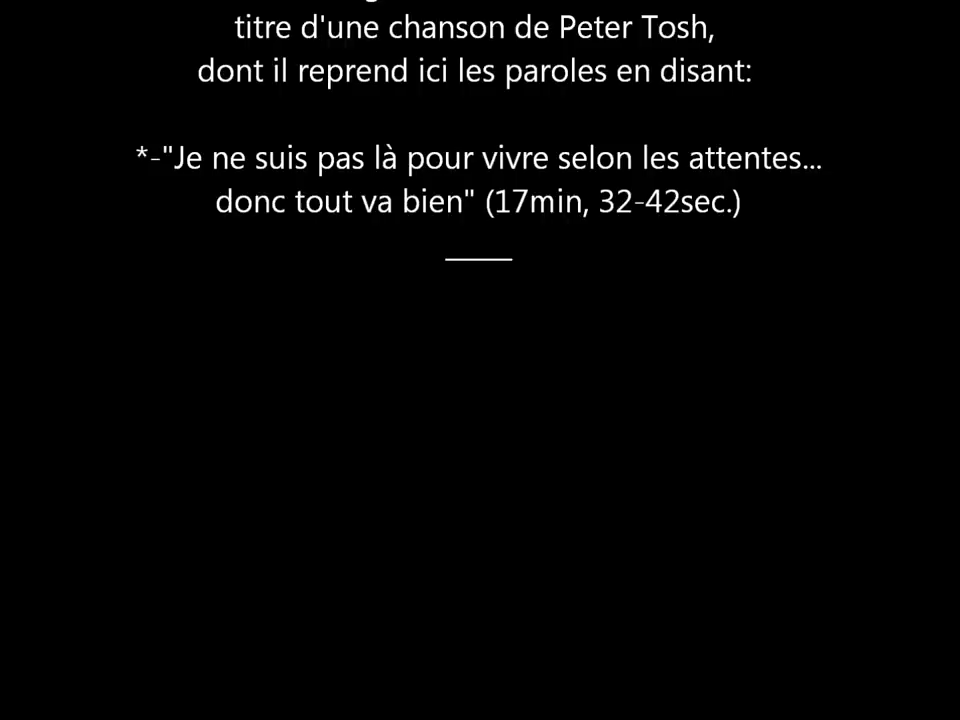 titre d'une chanson de Peter Tosh,
dont il reprend ici les paroles en disant:
*-"Je ne suis pas là pour vivre selon les attentes...
donc tout va bien" (17min, 32-42sec.)